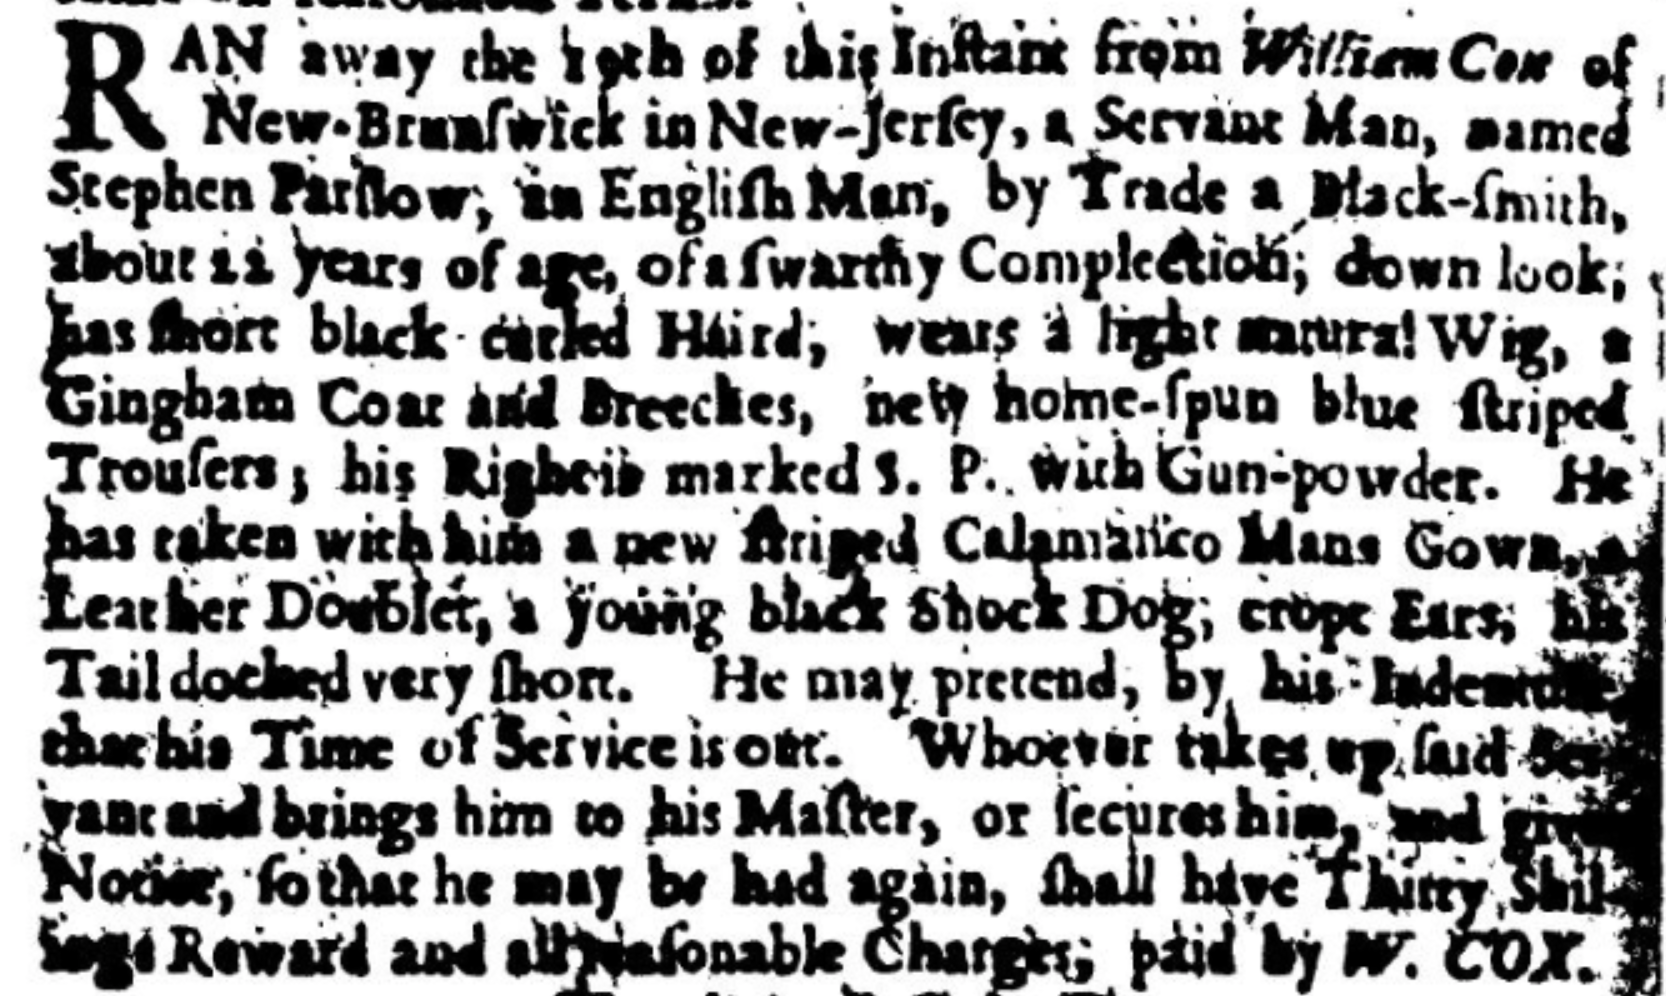 RAN away the 19th of this Inſtant from William Cox of
New-Brunſwick in New-Jerſey, a Servant Man, named
Stephen Parſlow, an Engliſh Man, by Trade a Black-ſmith,
about 22 years of age, of a ſwarthy Complection; down look;
has ſhort black curled Haird; wears a light natural Wig, a
Gingham Coat and Breeches, new home-ſpun blue ſtriped
Trouſers; his marked S. P. with Gun-powder. He
has taken with him a new ſtriped Calamanco Mans Gown, a
Leather Doublet, a young black Shock Dog; cropt Ears; his
Tail docked very ſhort. He may pretend, by his Indenture,
that his Time of Service is out. Whoever takes up ſaid Ser-
vant and brings him to his Maſter, or ſecures him, and gives
Notice, ſo that he may be had again, ſhall have Thirty Shil-
lings Reward and all reaſonable Charges; paid by W. COX.